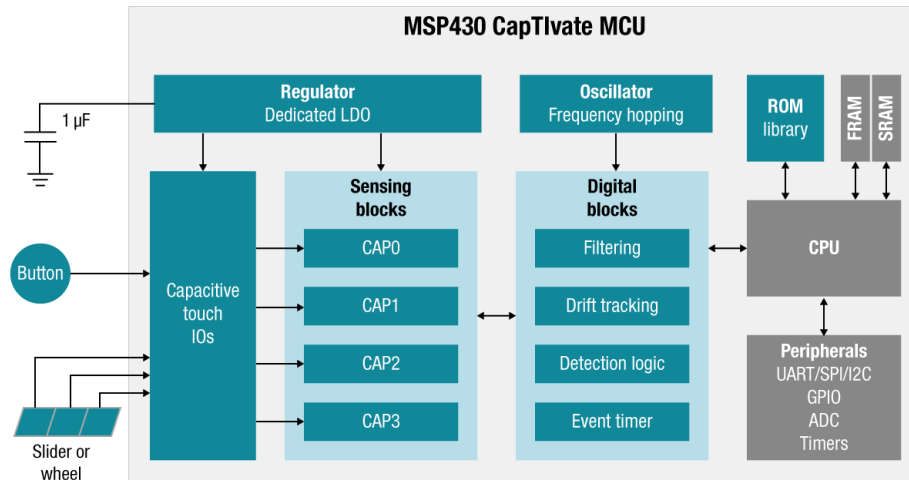 MSP430 CapTIvate MCU
Regulator
Dedicated LDO
Oscillator
Frequency hopping
ROM
library
FRAM
SRAM
1 µF
Sensing
blocks
Digital
blocks
CAP0
CAP1
CAP2
CAP3
Filtering
Drift tracking
Detection logic
Event timer
CPU
Button
Capacitive
touch
IOs
Peripherals
UART/SPI/I2C
GPIO
ADC
Timers
Slider or
wheel